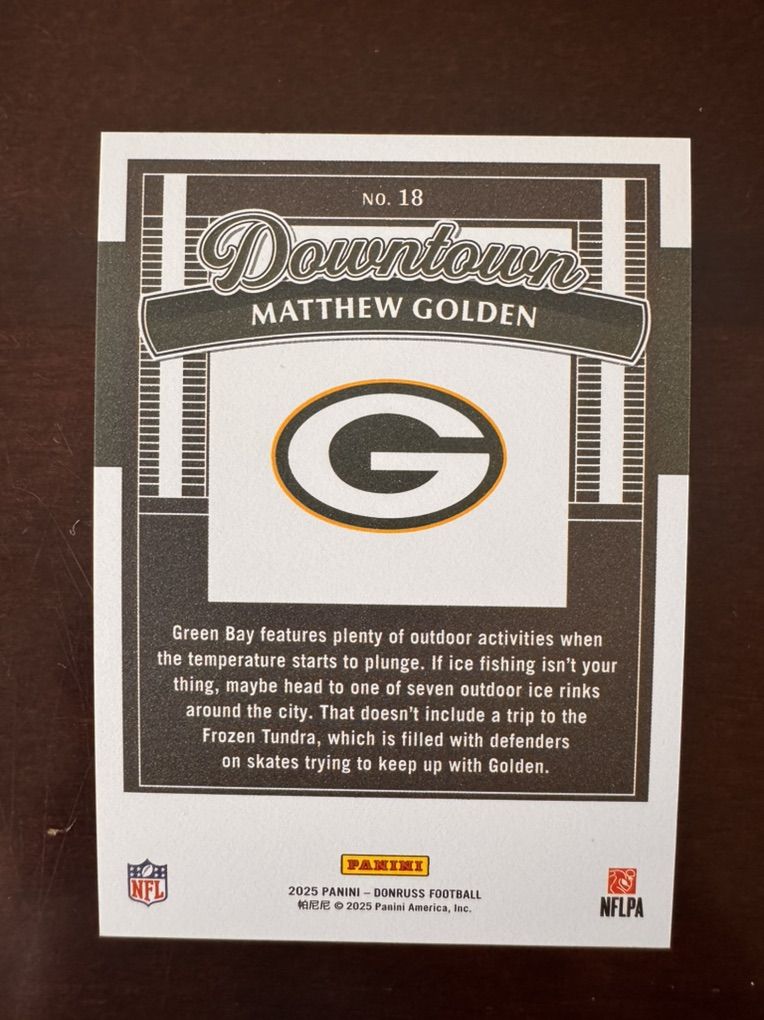 NO. 18
Downtown
MATTHEW GOLDEN
G
Green Bay features plenty of outdoor activities when
the temperature starts to plunge. If ice fishing isn't your
thing, maybe head to one of seven outdoor ice rinks
around the city. That doesn't include a trip to the
Frozen Tundra, which is filled with defenders
on skates trying to keep up with Golden.
PANINI
NFL
2025 PANINI – DONRUSS FOOTBALL
帕尼尼 © 2025 Panini America, Inc.
NFLPA